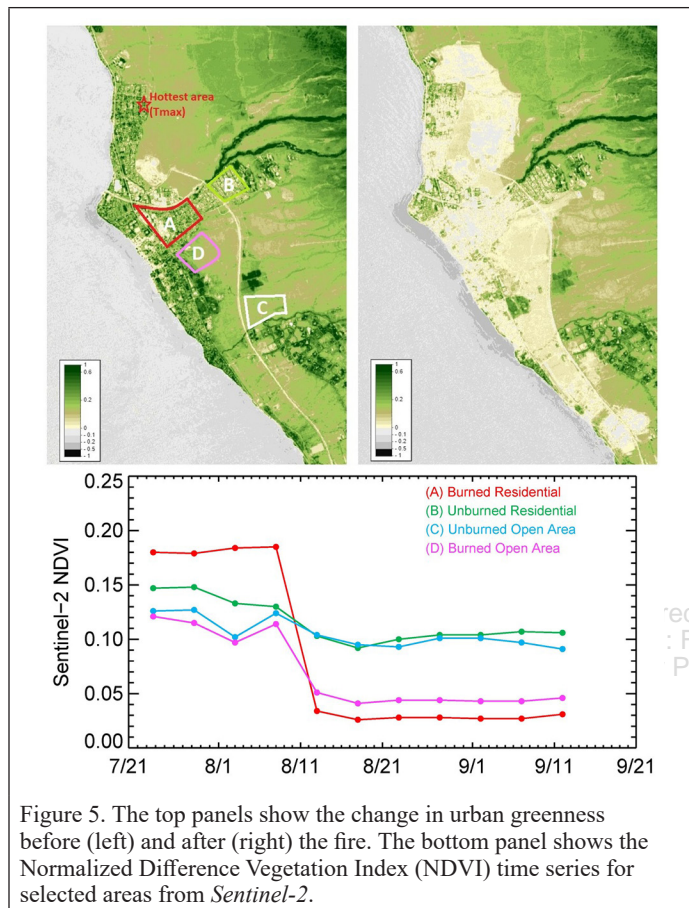 Hottest area
(Tmax)
A
B
C
D
1
0.6
0.2
0
-0.1
-0.2
-0.5
-1
1
0.6
0.2
0
-0.1
-0.2
-0.5
-1
0.25
0.20
0.15
0.10
0.05
0.00
Sentinel-2 NDVI
(A) Burned Residential
(B) Unburned Residential
(C) Unburned Open Area
(D) Burned Open Area
7/21 8/1 8/11 8/21 9/1 9/11 9/21
Figure 5. The top panels show the change in urban greenness
before (left) and after (right) the fire. The bottom panel shows the
Normalized Difference Vegetation Index (NDVI) time series for
selected areas from Sentinel-2.